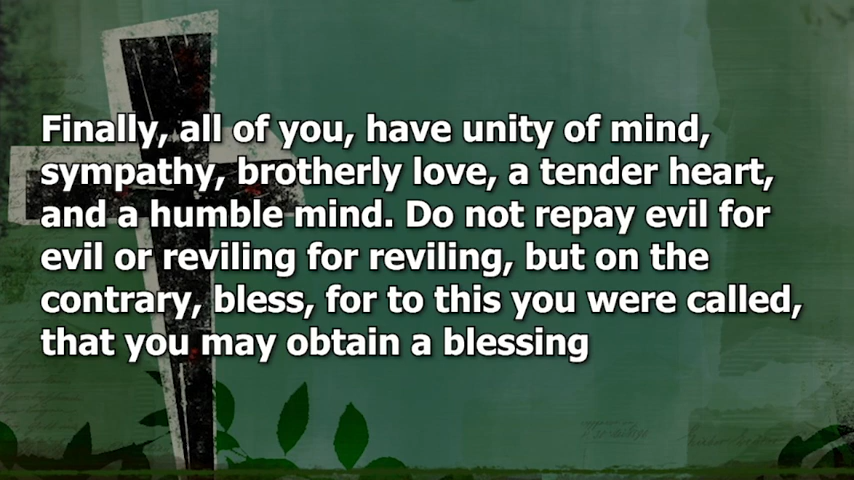 Finally, all of you, have unity of mind,
sympathy, brotherly love, a tender heart,
and a humble mind. Do not repay evil for
evil or reviling for reviling, but on the
contrary, bless, for to this you were called,
that you may obtain a blessing